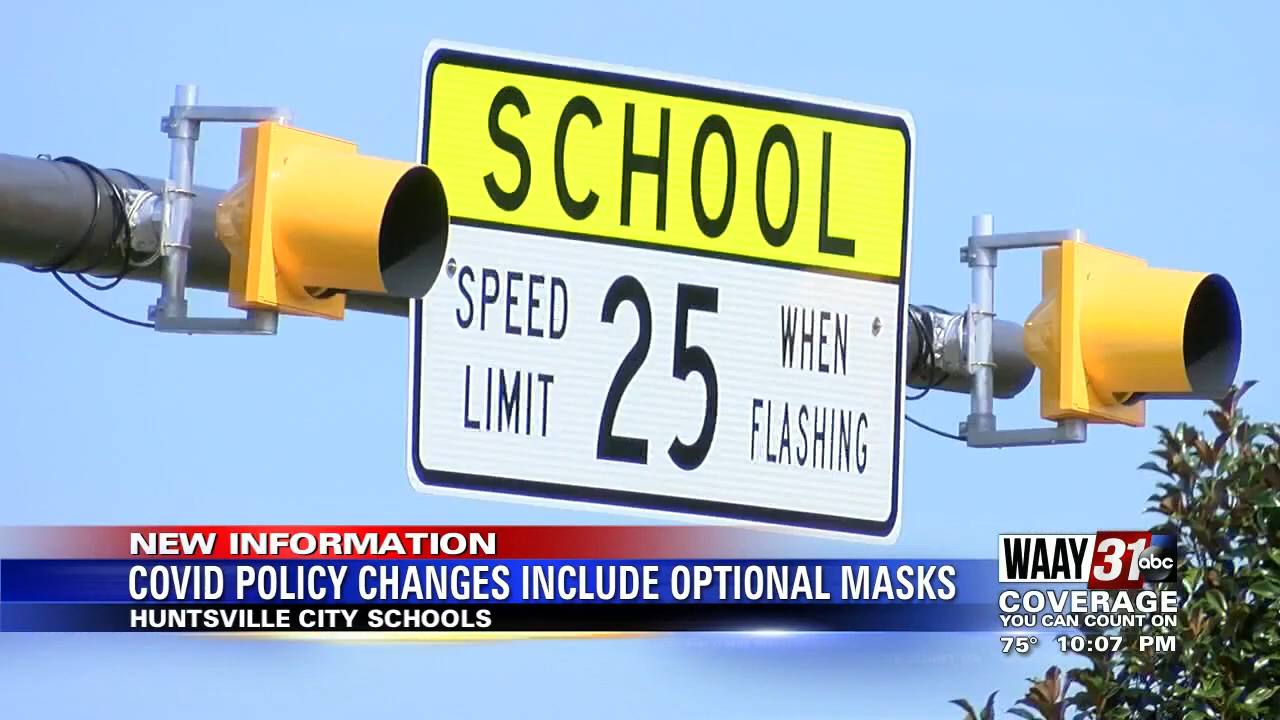 SCHOOL
SPEED LIMIT 25 WHEN FLASHING
NEW INFORMATION
COVID POLICY CHANGES INCLUDE OPTIONAL MASKS
HUNTSVILLE CITY SCHOOLS
WAAY 31 abc
COVERAGE
YOU CAN COUNT ON
75° 10:07 PM